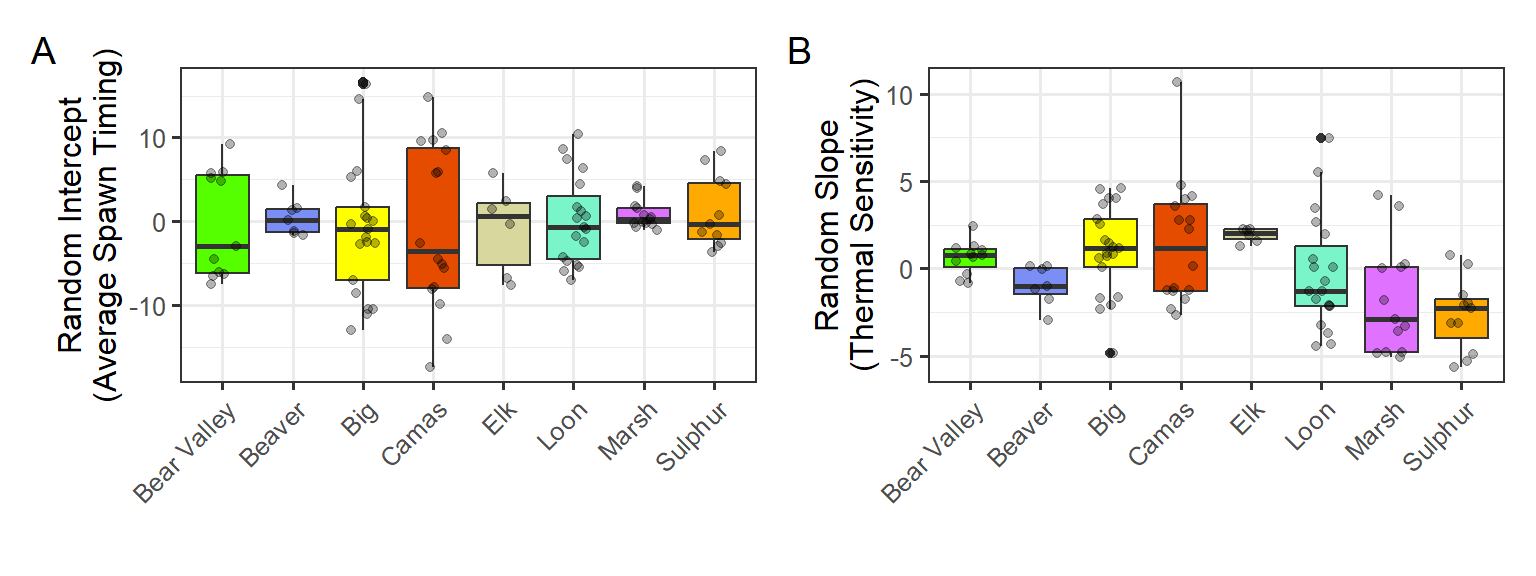 A
Random Intercept
(Average Spawn Timing)
10
0
-10
Bear Valley
Beaver
Big
Camas
Elk
Loon
Marsh
Sulphur
B
Random Slope
(Thermal Sensitivity)
10
5
0
-5
Bear Valley
Beaver
Big
Camas
Elk
Loon
Marsh
Sulphur